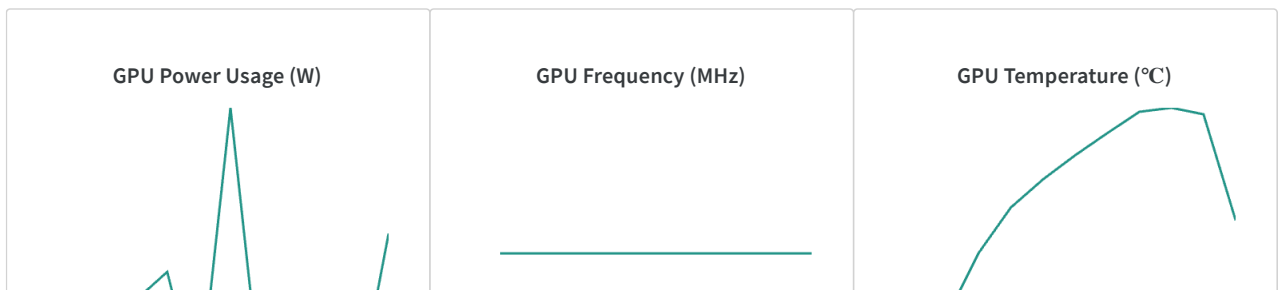 GPU Power Usage (W)
GPU Frequency (MHz)
GPU Temperature (℃)